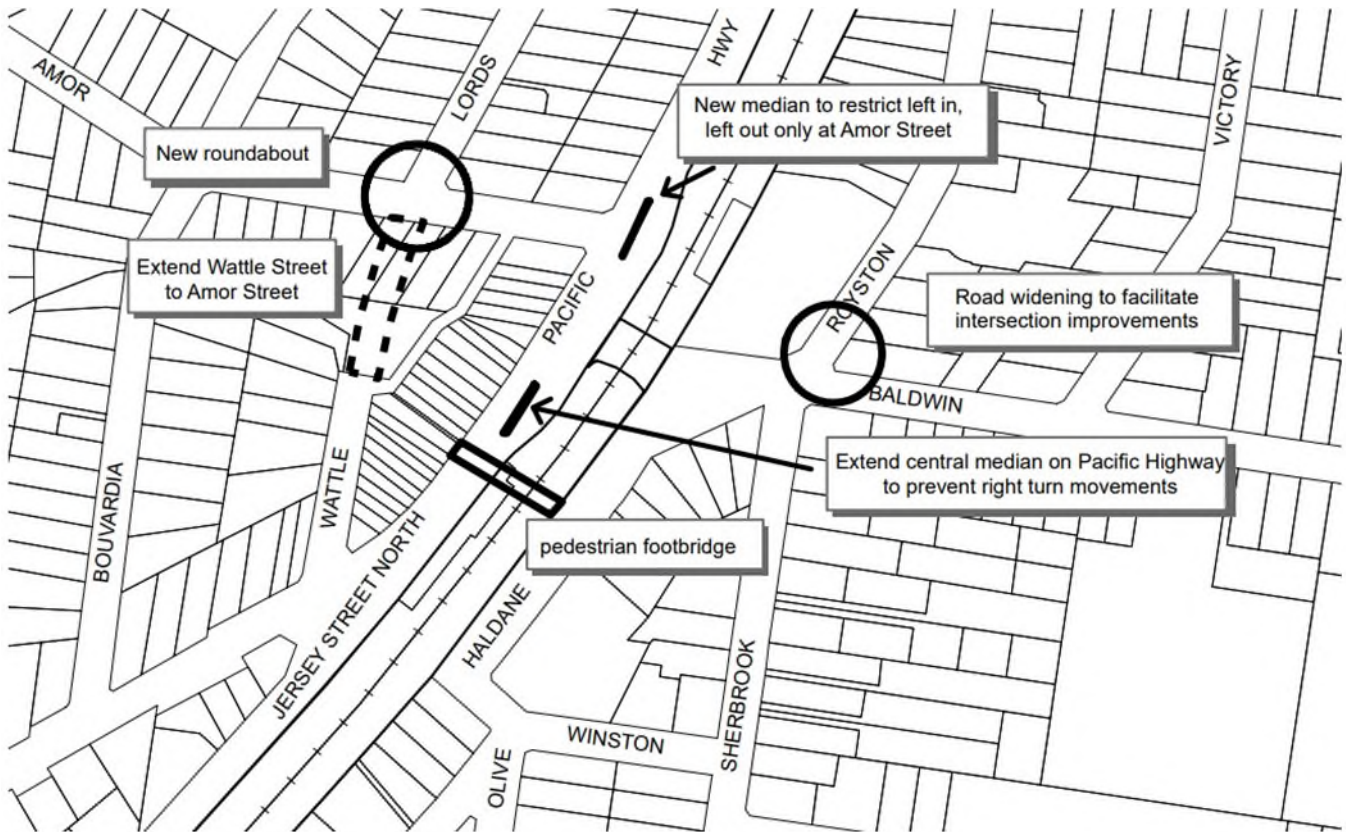 AMOR
LORDS
HWY
VICTORY
New median to restrict left in,
left out only at Amor Street
New roundabout
Extend Wattle Street
to Amor Street
PACIFIC
ROYSTON
Road widening to facilitate
intersection improvements
BALDWIN
Extend central median on Pacific Highway
to prevent right turn movements
WATTLE
BOUVARDIA
pedestrian footbridge
JERSEY STREET NORTH
HALDANE
SHERBROOK
WINSTON
OLIVE